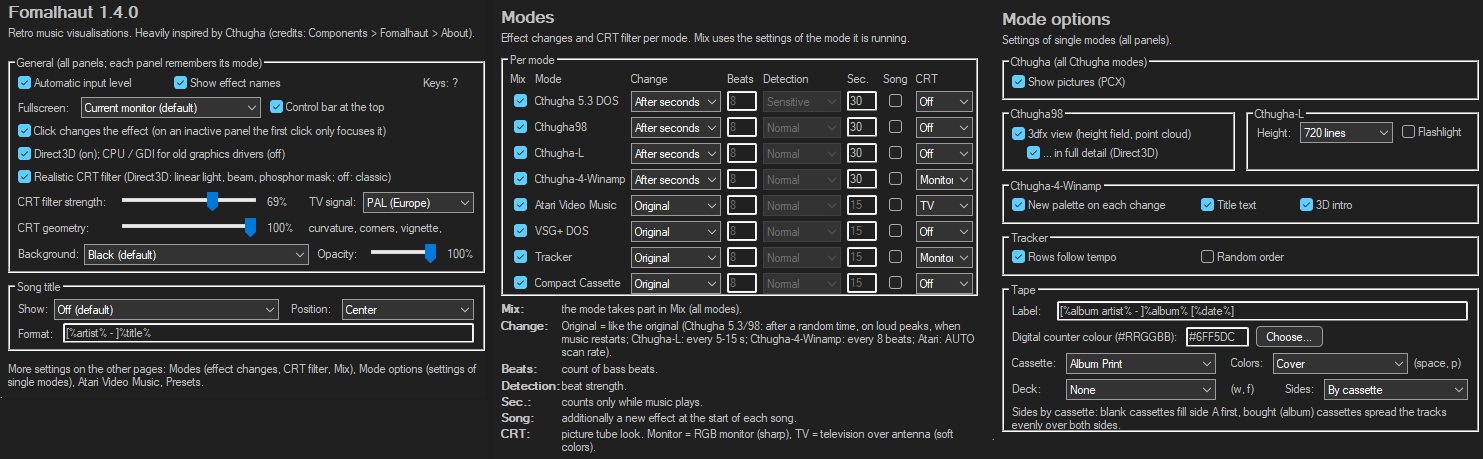 Fomalhaut 1.4.0
Retro music visualisations. Heavily inspired by Cthugha (credits: Components > Fomalhaut > About).
General (all panels; each panel remembers its mode)
Automatic input level Show effect names Keys: ?
Fullscreen: Current monitor (default) Control bar at the top
Click changes the effect (on an inactive panel the first click only focuses it)
Direct3D (on); CPU / GDI for old graphics drivers (off)
Realistic CRT filter (Direct3D: linear light, beam, phosphor mask; off: classic)
CRT filter strength: 69% TV signal: PAL (Europe)
CRT geometry: 100% curvature, corners, vignette,
Background: Black (default) Opacity: 100%
Song title
Show: Off (default) Position: Center
Format: [%artist% - ]%title%
More settings on the other pages: Modes (effect changes, CRT filter, Mix), Mode options (settings
of single modes), Atari Video Music, Presets.
Modes
Effect changes and CRT filter per mode. Mix uses the settings of the mode it is running.
Per mode
Mix Mode Change Beats Detection Sec. Song CRT
Cthugha 5.3 DOS After seconds 8 Sensitive 30 Off
Cthugha98 After seconds 8 Normal 30 Off
Cthugha-L After seconds 8 Normal 30 Off
Cthugha-4-Winamp After seconds 8 Normal 30 Monitor
Atari Video Music Original 8 Normal 15 TV
VSG+ DOS Original 8 Normal 15 Off
Tracker Original 8 Normal 15 Monitor
Compact Cassette Original 8 Normal 15 Off
Mix: the mode takes part in Mix (all modes).
Change: Original = like the original (Cthugha 5.3/98: after a random time, on loud peaks, when
music restarts; Cthugha-L: every 5-15 s; Cthugha-4-Winamp: every 8 beats; Atari: AUTO
scan rate).
Beats: count of bass beats.
Detection: beat strength.
Sec.: counts only while music plays.
Song: additionally a new effect at the start of each song.
CRT: picture tube look. Monitor = RGB monitor (sharp), TV = television over antenna (soft
colors).
Mode options
Settings of single modes (all panels).
Cthugha (all Cthugha modes)
Show pictures (PCX)
Cthugha98
3dfx view (height field, point cloud)
... in full detail (Direct3D)
Cthugha-L
Height: 720 lines Flashlight
Cthugha-4-Winamp
New palette on each change Title text 3D intro
Tracker
Rows follow tempo Random order
Tape
Label: [%album artist% - ]%album% [%date%]
Digital counter colour (#RRGGBB): #6FF5DC Choose...
Cassette: Album Print Colors: Cover (space, p)
Deck: None (w, f) Sides: By cassette
Sides by cassette: blank cassettes fill side A first, bought (album) cassettes spread the tracks
evenly over both sides.